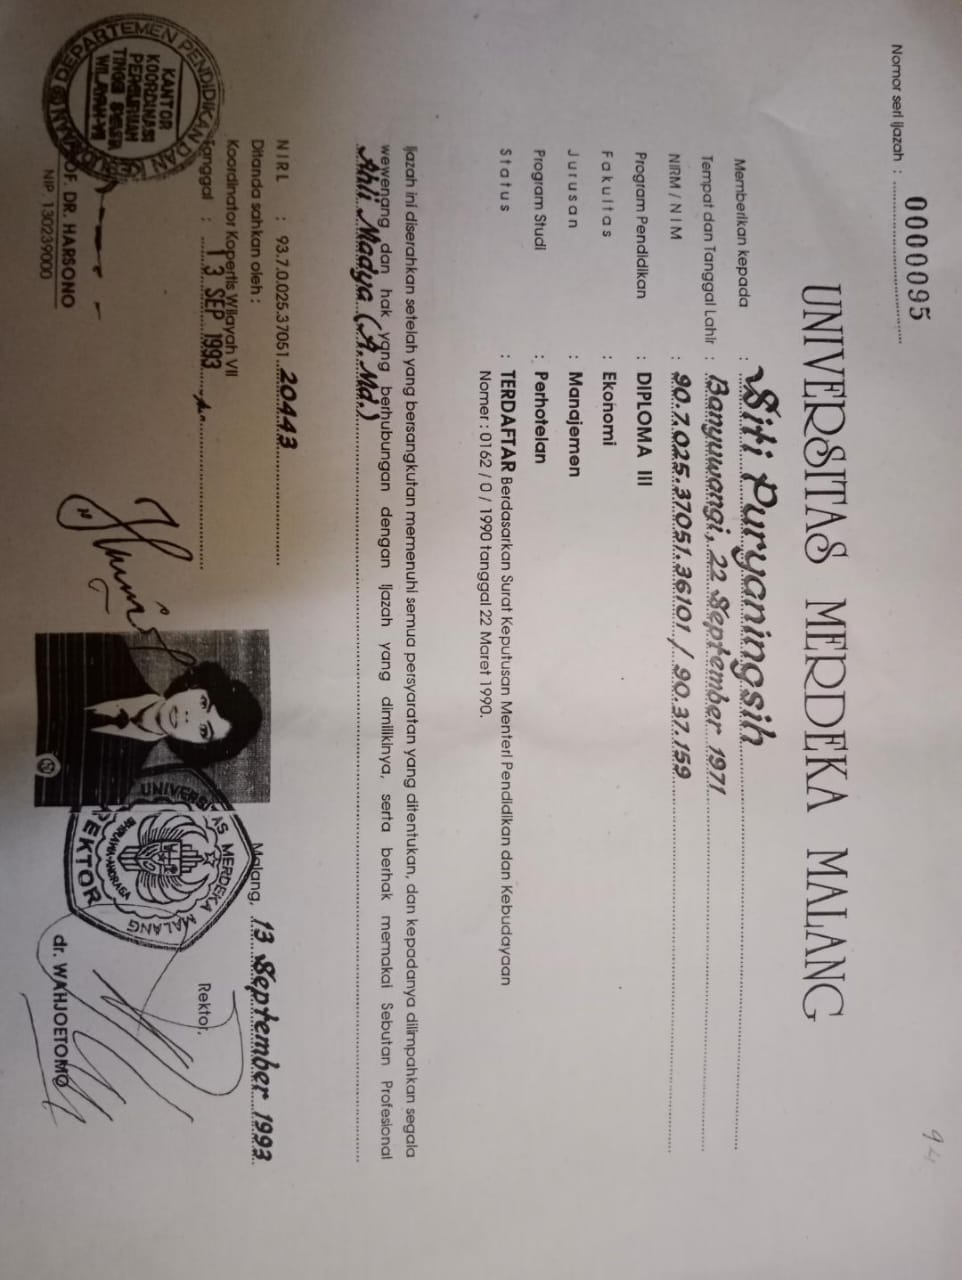 94
Nomor seri ijazah : 0000095
UNIVERSITAS MERDEKA MALANG
Memberikan kepada : Siti Puryaningsih
Tempat dan Tanggal Lahir : Banyuwangi, 22 September 1971
NIRM / NIM : 90.7.025.37051.36101 / 90.37.159
Program Pendidikan : DIPLOMA III
Fakultas : Ekonomi
Jurusan : Manajemen
Program Studi : Perhotelan
Status : TERDAFTAR Berdasarkan Surat Keputusan Menteri Pendidikan dan Kebudayaan
Nomer : 0162 / 0 / 1990 tanggal 22 Maret 1990.
Ijazah ini diserahkan setelah yang bersangkutan memenuhi semua persyaratan yang ditentukan, dan kepadanya dilimpahkan segala
wewenang dan hak yang berhubungan dengan Ijazah yang dimilikinya, serta berhak memakai Sebutan Profesional
Ahli Madya (A.Md.)
NIRL : 93.7.0.025.37051.20443
Ditanda sahkan oleh :
Koordinator Kopertis Wilayah VII
Tanggal : 13 SEP 1993
DEPARTEMEN PENDIDIKAN DAN KEBUDAYAAN
KANTOR
KOORDINASI
PERGURUAN
TINGGI SWASTA
WILAYAH VII
PROF. DR. HARSONO
NIP. 130239000
Malang, 13 September 1993
Rektor,
UNIVERSITAS MERDEKA MALANG
REKTOR
dr. WAHJOETOMO